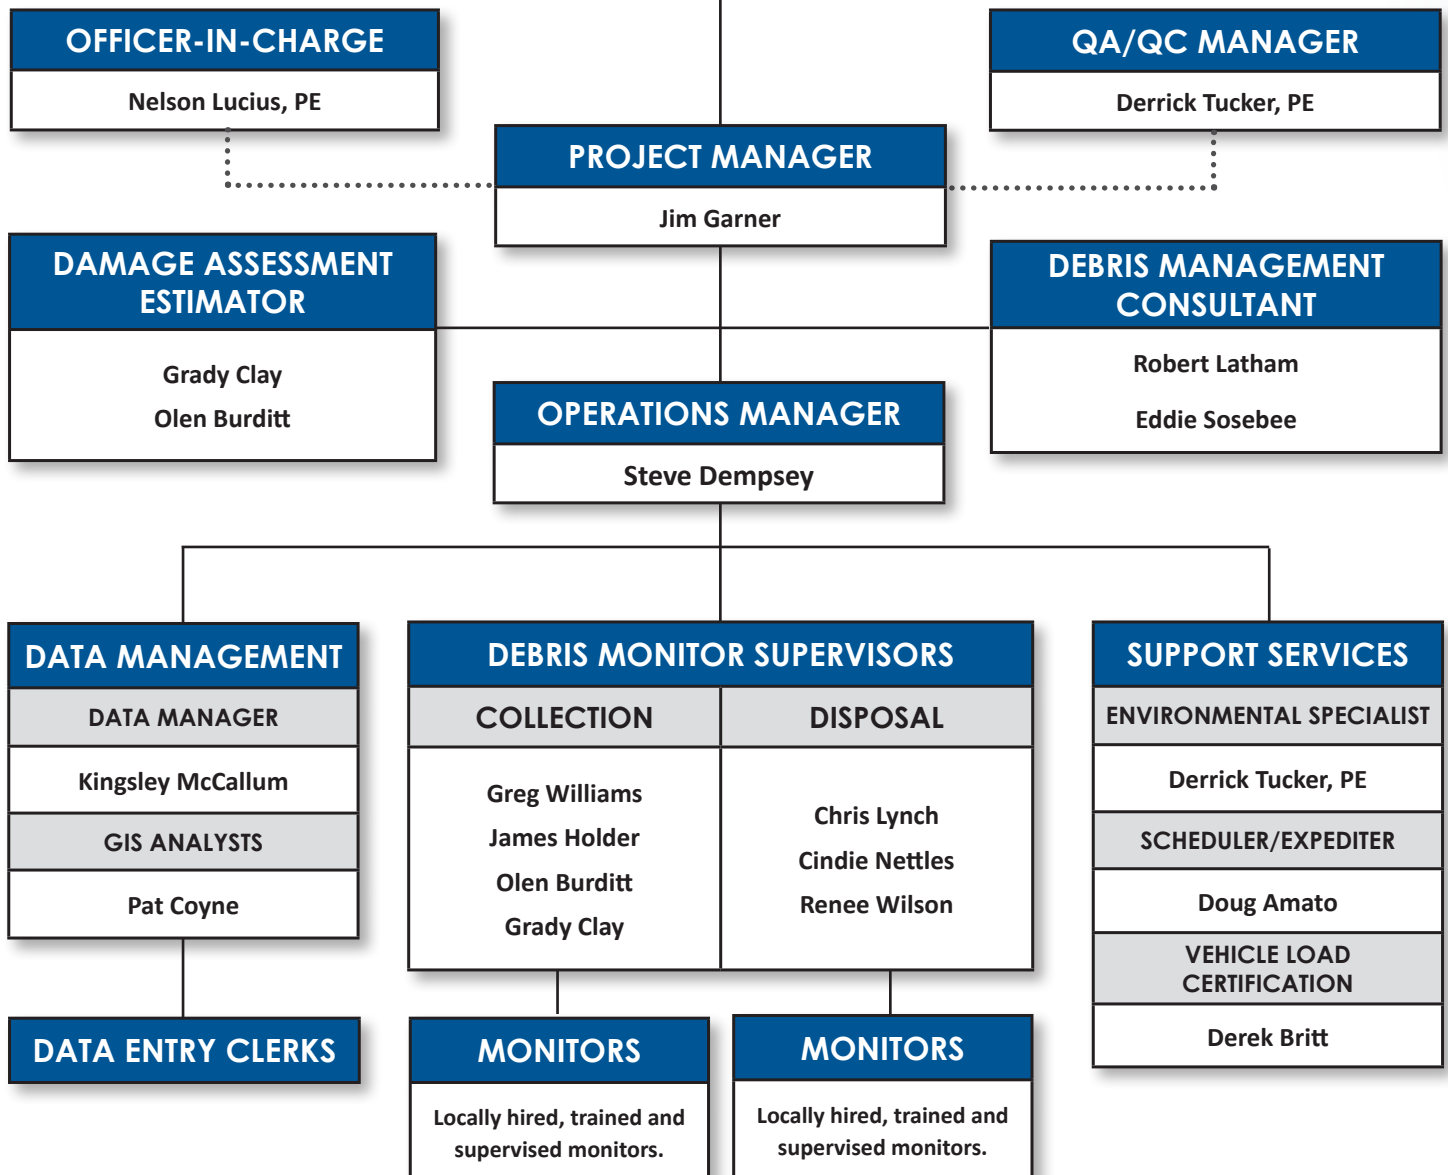 OFFICER-IN-CHARGE
Nelson Lucius, PE
QA/QC MANAGER
Derrick Tucker, PE
PROJECT MANAGER
Jim Garner
DAMAGE ASSESSMENT
ESTIMATOR
Grady Clay
Olen Burditt
DEBRIS MANAGEMENT
CONSULTANT
Robert Latham
Eddie Sosebee
OPERATIONS MANAGER
Steve Dempsey
DATA MANAGEMENT
DATA MANAGER
Kingsley McCallum
GIS ANALYSTS
Pat Coyne
DATA ENTRY CLERKS
DEBRIS MONITOR SUPERVISORS
COLLECTION
Greg Williams
James Holder
Olen Burditt
Grady Clay
DISPOSAL
Chris Lynch
Cindie Nettles
Renee Wilson
MONITORS
Locally hired, trained and
supervised monitors.
MONITORS
Locally hired, trained and
supervised monitors.
SUPPORT SERVICES
ENVIRONMENTAL SPECIALIST
Derrick Tucker, PE
SCHEDULER/EXPEDITER
Doug Amato
VEHICLE LOAD
CERTIFICATION
Derek Britt